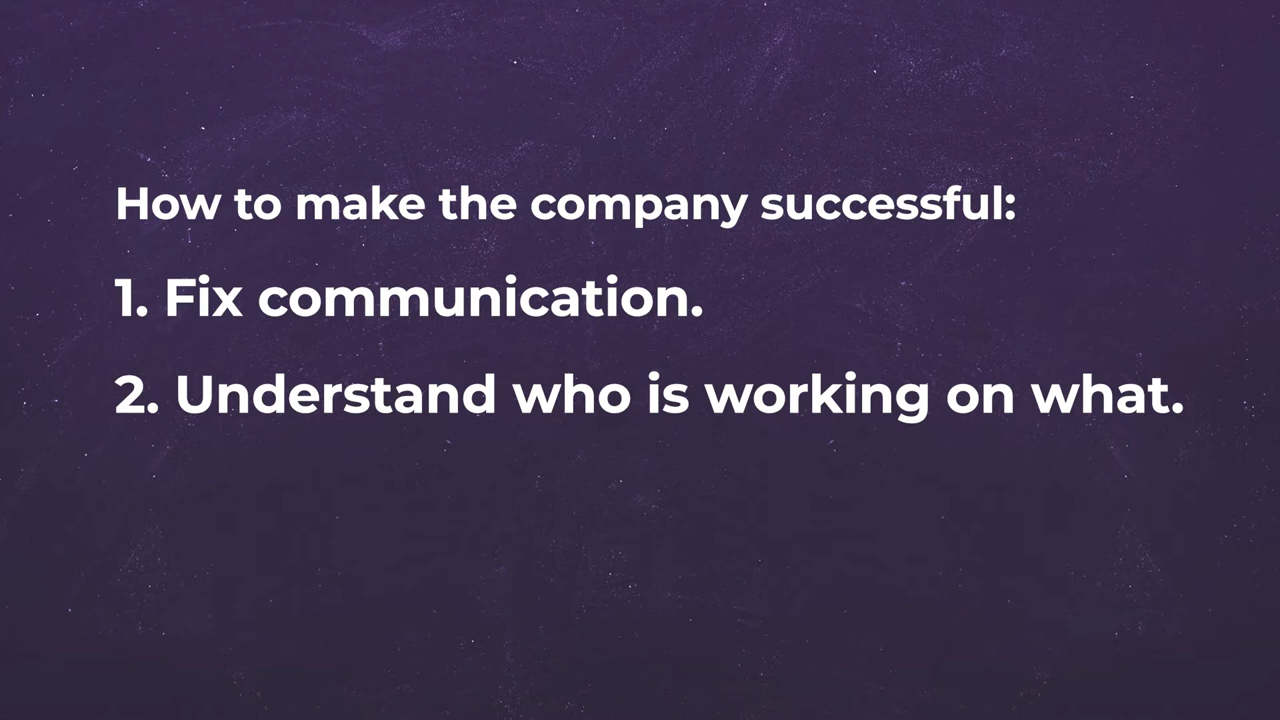 How to make the company successful:
1. Fix communication.
2. Understand who is working on what.